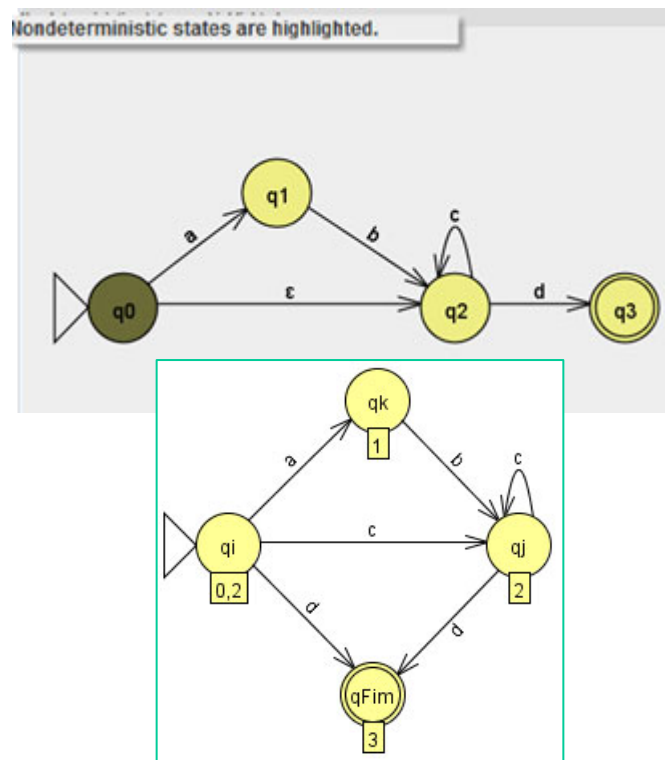 Nondeterministic states are highlighted.
q1
a
b
c
q0
ε
q2
d
q3
qk
1
a
b
c
qi
c
qj
0,2
2
d
d
qFim
3